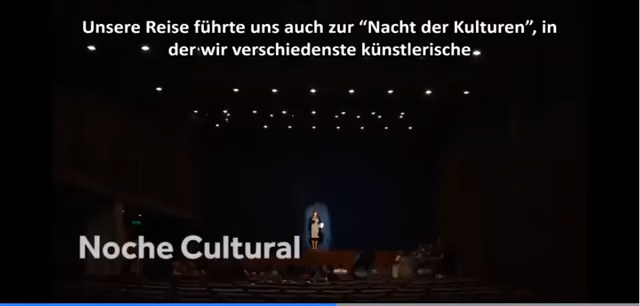 Unsere Reise führte uns auch zur “Nacht der Kulturen”, in
der wir verschiedenste künstlerische
Noche Cultural